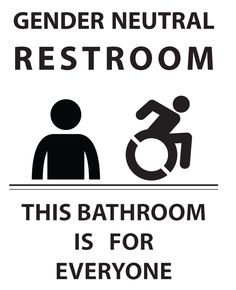 GENDER NEUTRAL
RESTROOM
THIS BATHROOM
IS FOR
EVERYONE